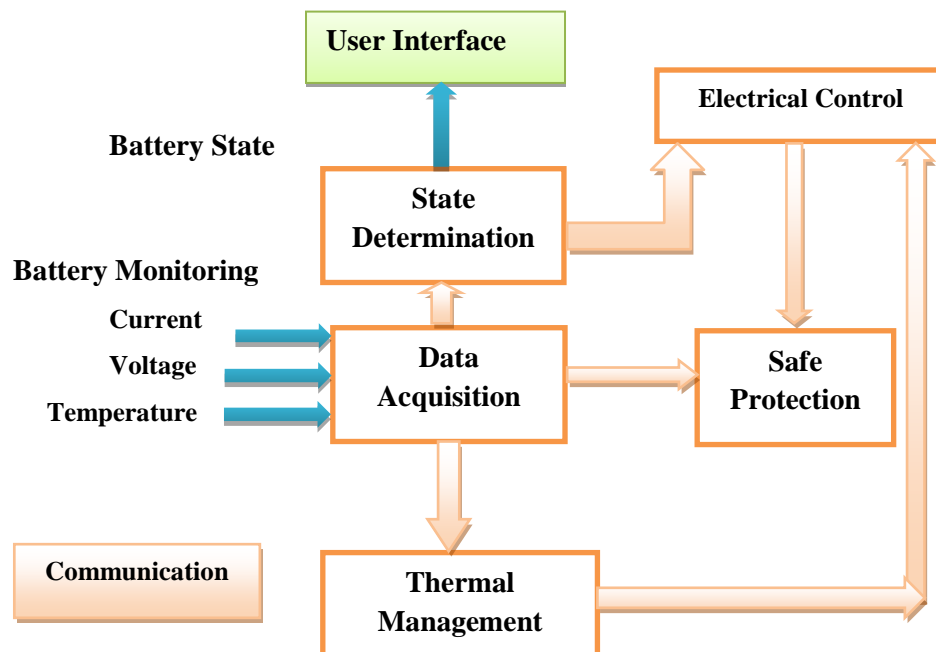 User Interface
Electrical Control
Battery State
State
Determination
Battery Monitoring
Current
Voltage
Temperature
Data
Acquisition
Safe
Protection
Communication
Thermal
Management